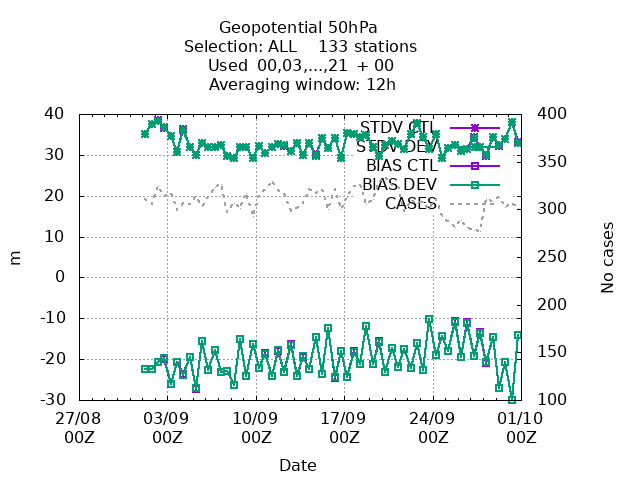 Geopotential 50hPa
Selection: ALL 133 stations
Used 00,03,...,21 + 00
Averaging window: 12h
40 400
STDV CTL
30 STDV DEV 350
BIAS CTL
20 BIAS DEV 300
CASES
10 250
m No cases
0
-10 200
-20 150
-30 100
27/08 03/09 10/09 17/09 24/09 01/10
00Z 00Z 00Z 00Z 00Z 00Z
Date